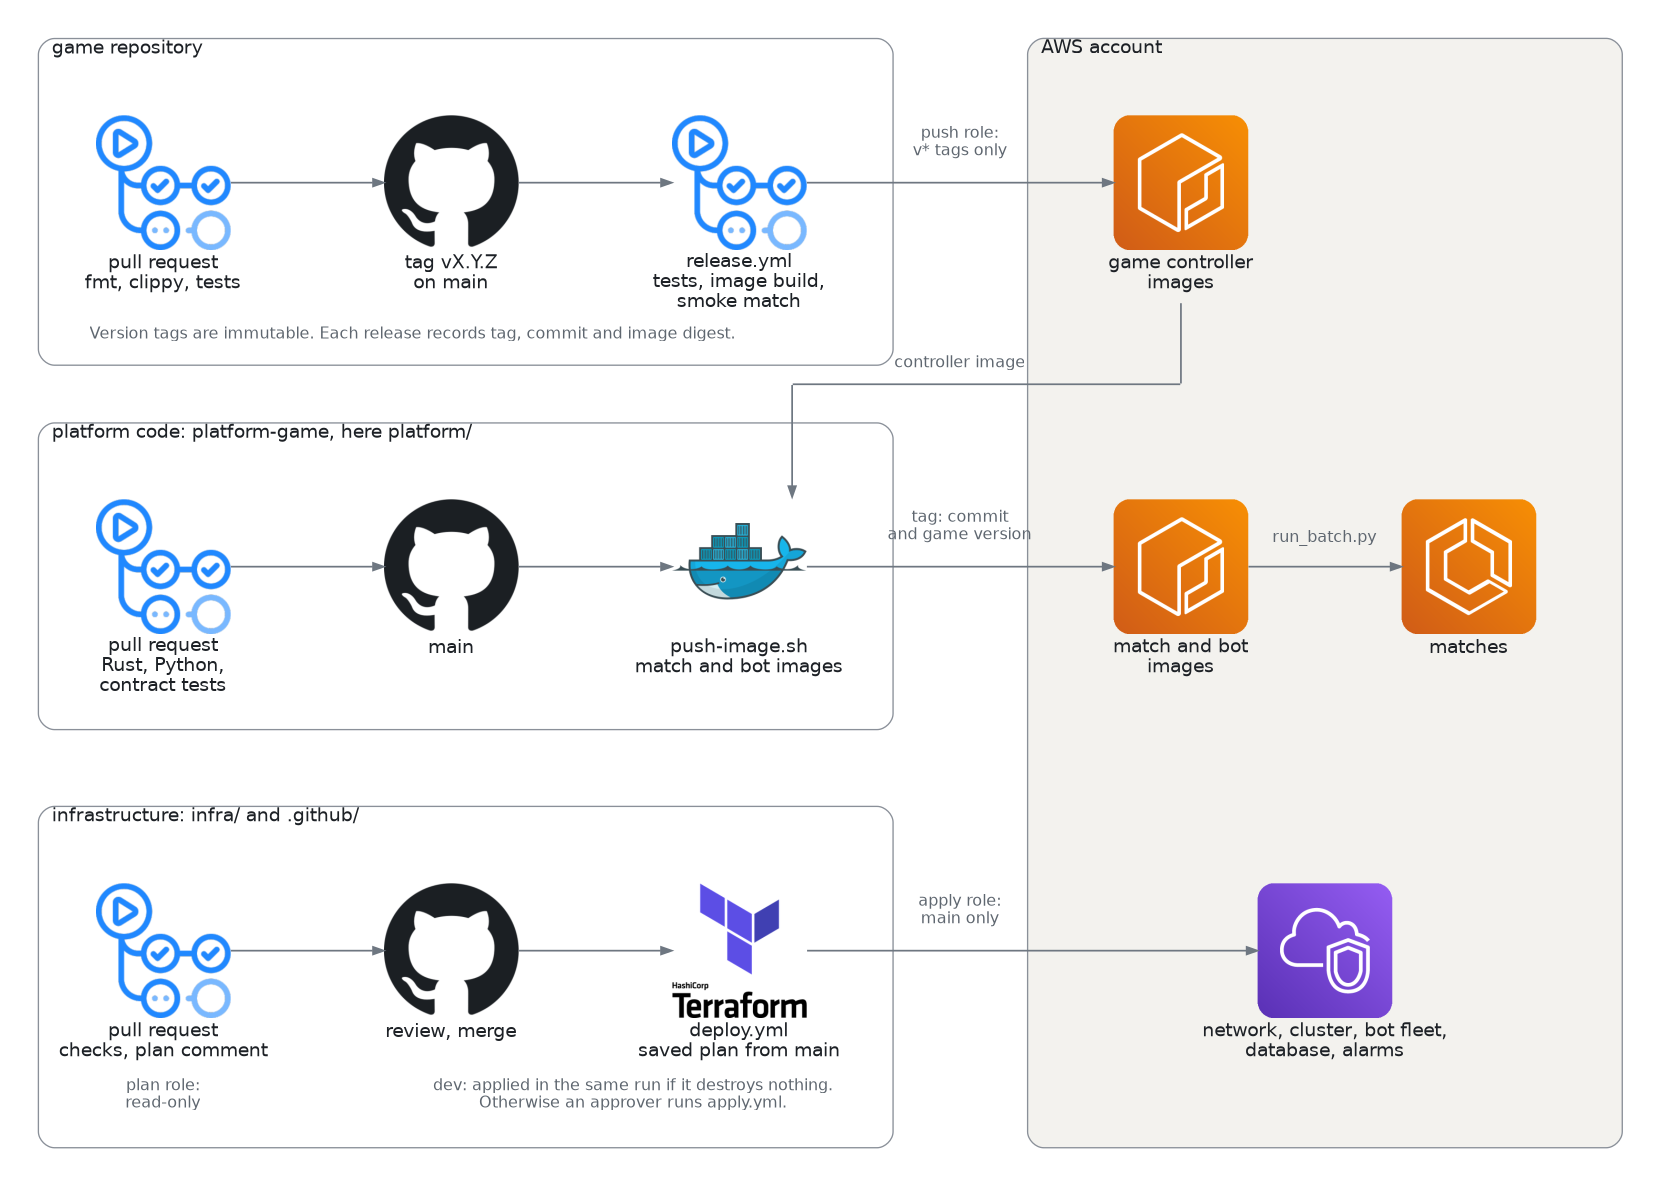 game repository
AWS account
push role:
v* tags only
pull request
fmt, clippy, tests
tag vX.Y.Z
on main
release.yml
tests, image build,
smoke match
game controller
images
Version tags are immutable. Each release records tag, commit and image digest.
controller image
platform code: platform-game, here platform/
tag: commit
and game version
run_batch.py
pull request
Rust, Python,
contract tests
main
push-image.sh
match and bot images
match and bot
images
matches
infrastructure: infra/ and .github/
apply role:
main only
HashiCorp
Terraform
pull request
checks, plan comment
review, merge
deploy.yml
saved plan from main
network, cluster, bot fleet,
database, alarms
plan role:
read-only
dev: applied in the same run if it destroys nothing.
Otherwise an approver runs apply.yml.